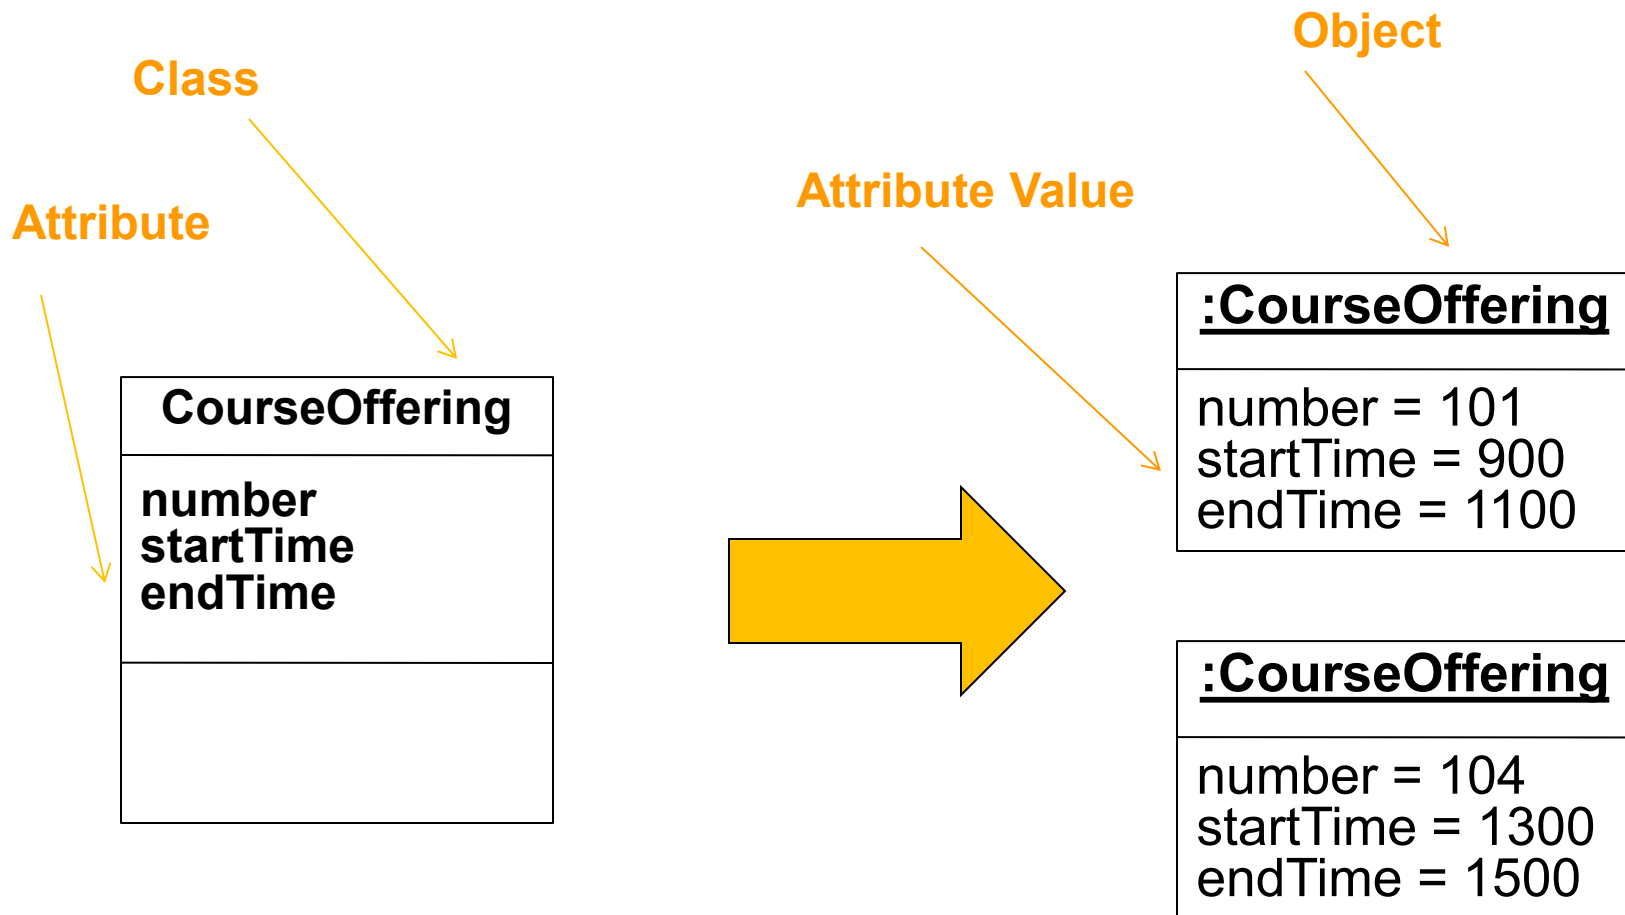 Class
Attribute
CourseOffering
number
startTime
endTime
Object
Attribute Value
:CourseOffering
number = 101
startTime = 900
endTime = 1100
:CourseOffering
number = 104
startTime = 1300
endTime = 1500